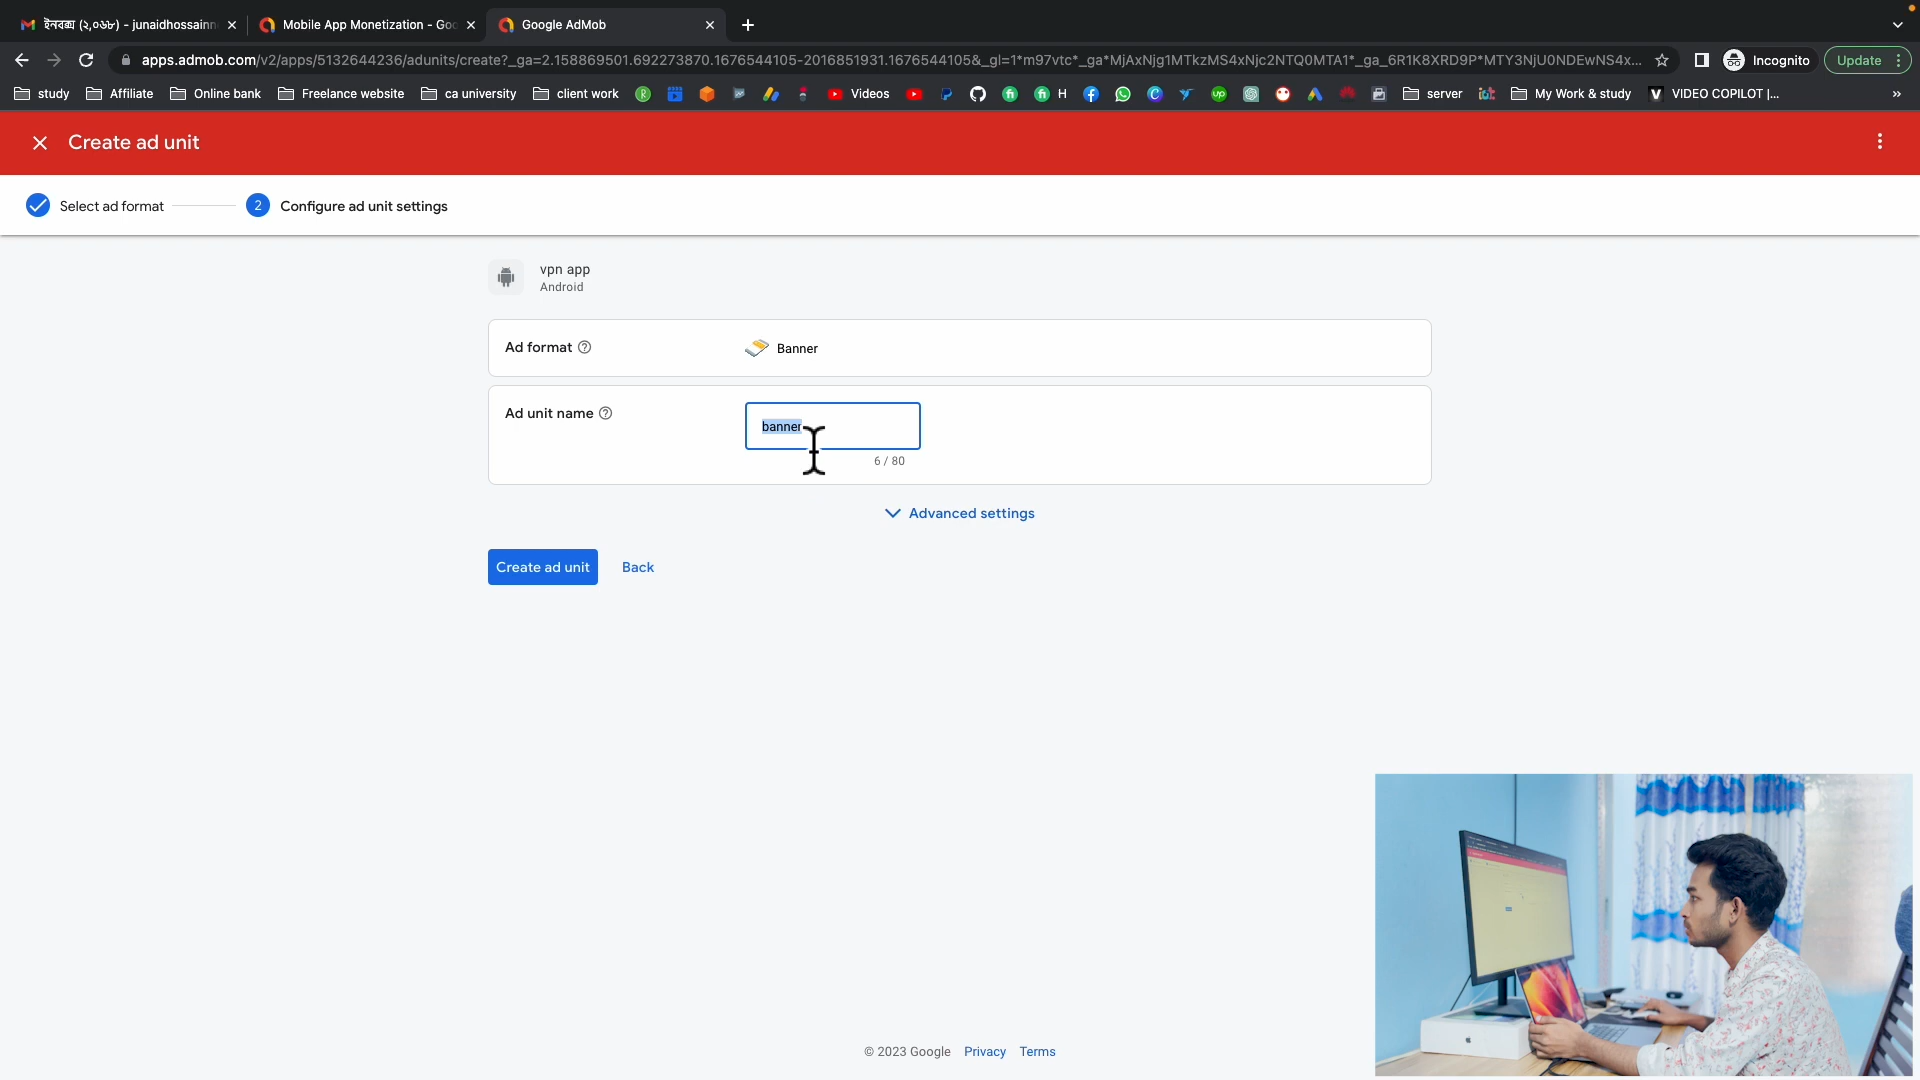 ইনবক্স (২,০৬৮) - junaidhossainn
Mobile App Monetization - Goo
Google AdMob
apps.admob.com/v2/apps/5132644236/adunits/create?_ga=2.158869501.692273870.1676544105-2016851931.1676544105&_gl=1*m97vtc*_ga*MjAxNjg1MTkzMS4xNjc2NTQ0MTA1*_ga_6R1K8XRD9P*MTY3NjU0NDEwNS4x...
Incognito
Update
study
Affiliate
Online bank
Freelance website
ca university
client work
Videos
H
server
My Work & study
VIDEO COPILOT |...
Create ad unit
Select ad format
2
Configure ad unit settings
vpn app
Android
Ad format
Banner
Ad unit name
banner
6 / 80
Advanced settings
Create ad unit
Back
© 2023 Google
Privacy
Terms